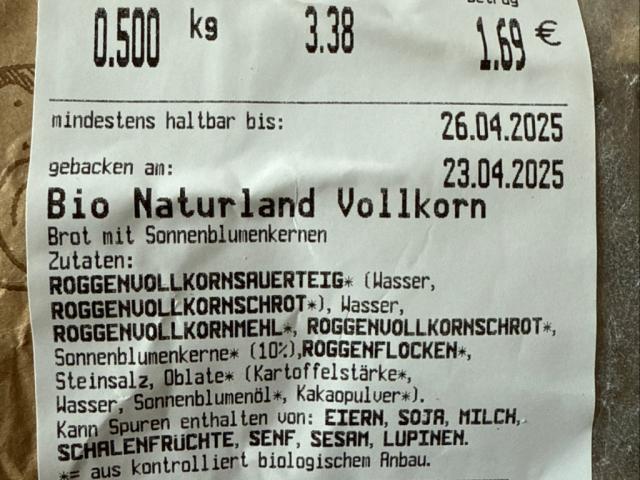 0.500 kg 3.38 1.69 €
mindestens haltbar bis: 26.04.2025
gebacken am: 23.04.2025
Bio Naturland Vollkorn
Brot mit Sonnenblumenkernen
Zutaten:
ROGGENVOLLKORNSAUERTEIG* (Wasser,
ROGGENVOLLKORNSCHROT*), Wasser,
ROGGENVOLLKORNMEHL*, ROGGENVOLLKORNSCHROT*,
Sonnenblumenkerne* (10%),ROGGENFLOCKEN*,
Steinsalz, Oblate* (Kartoffelstärke*,
Wasser, Sonnenblumenöl*, Kakaopulver*).
Kann Spuren enthalten von: EIERN, SOJA, MILCH,
SCHALENFRÜCHTE, SENF, SESAM, LUPINEN.
*= aus kontrolliert biologischem Anbau.